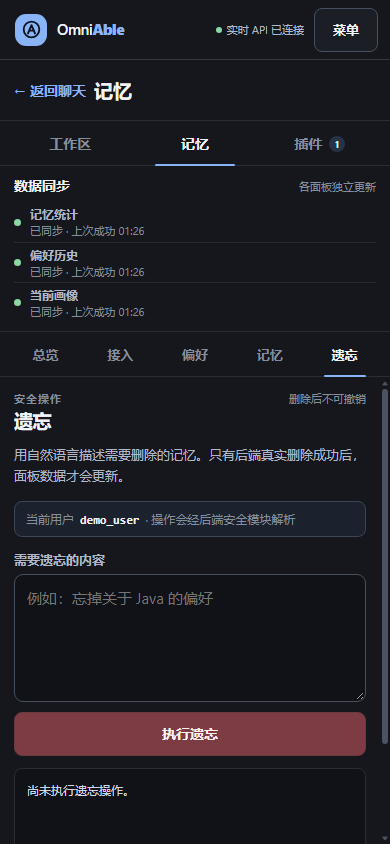 OmniAble
实时 API 已连接
菜单
← 返回聊天 记忆
工作区 记忆 插件 1
数据同步 各面板独立更新
记忆统计
已同步 · 上次成功 01:26
偏好历史
已同步 · 上次成功 01:26
当前画像
已同步 · 上次成功 01:26
总览 接入 偏好 记忆 遗忘
安全操作 删除后不可撤销
遗忘
用自然语言描述需要删除的记忆。只有后端真实删除成功后，
面板数据才会更新。
当前用户 demo_user · 操作会经后端安全模块解析
需要遗忘的内容
例如：忘掉关于 Java 的偏好
执行遗忘
尚未执行遗忘操作。